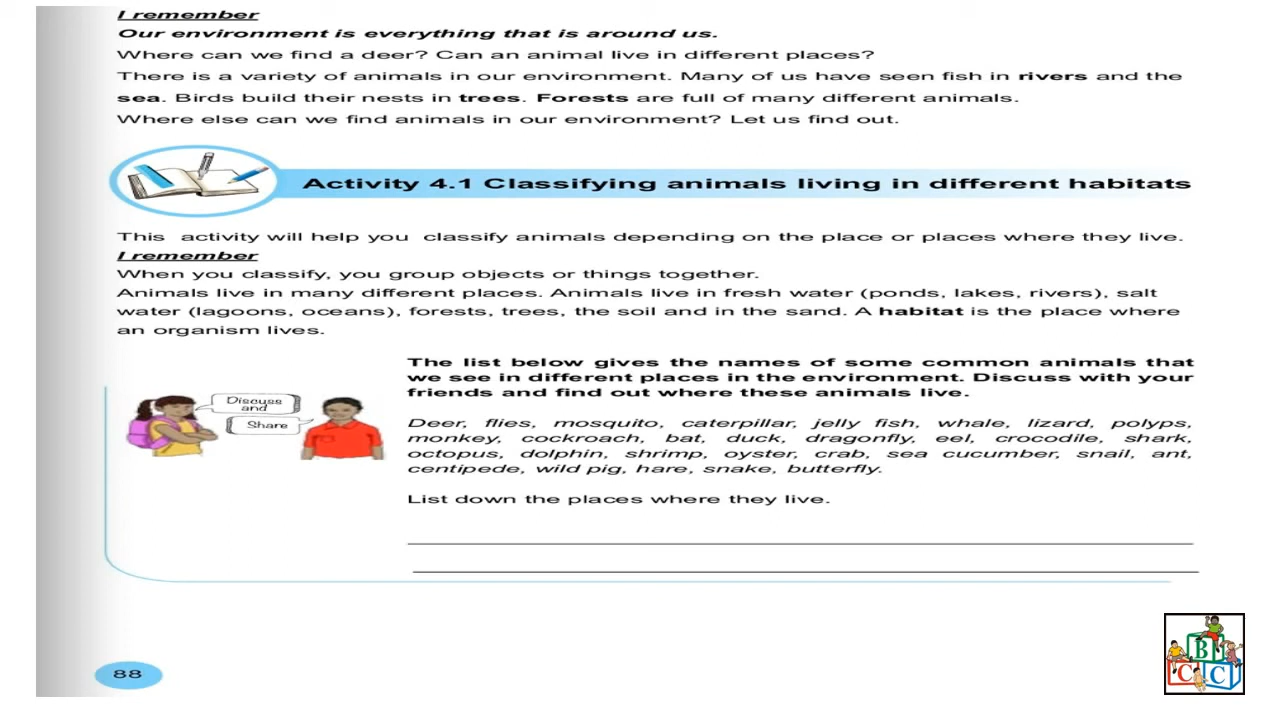 I remember
Our environment is everything that is around us.
Where can we find a deer? Can an animal live in different places?
There is a variety of animals in our environment. Many of us have seen fish in rivers and the
sea. Birds build their nests in trees. Forests are full of many different animals.
Where else can we find animals in our environment? Let us find out.
Activity 4.1 Classifying animals living in different habitats
This activity will help you classify animals depending on the place or places where they live.
I remember
When you classify, you group objects or things together.
Animals live in many different places. Animals live in fresh water (ponds, lakes, rivers), salt
water (lagoons, oceans), forests, trees, the soil and in the sand. A habitat is the place where
an organism lives.
The list below gives the names of some common animals that
we see in different places in the environment. Discuss with your
friends and find out where these animals live.
Discuss
and
Share
Deer, flies, mosquito, caterpillar, jelly fish, whale, lizard, polyps,
monkey, cockroach, bat, duck, dragonfly, eel, crocodile, shark,
octopus, dolphin, shrimp, oyster, crab, sea cucumber, snail, ant,
centipede, wild pig, hare, snake, butterfly.
List down the places where they live.
88
B
C C